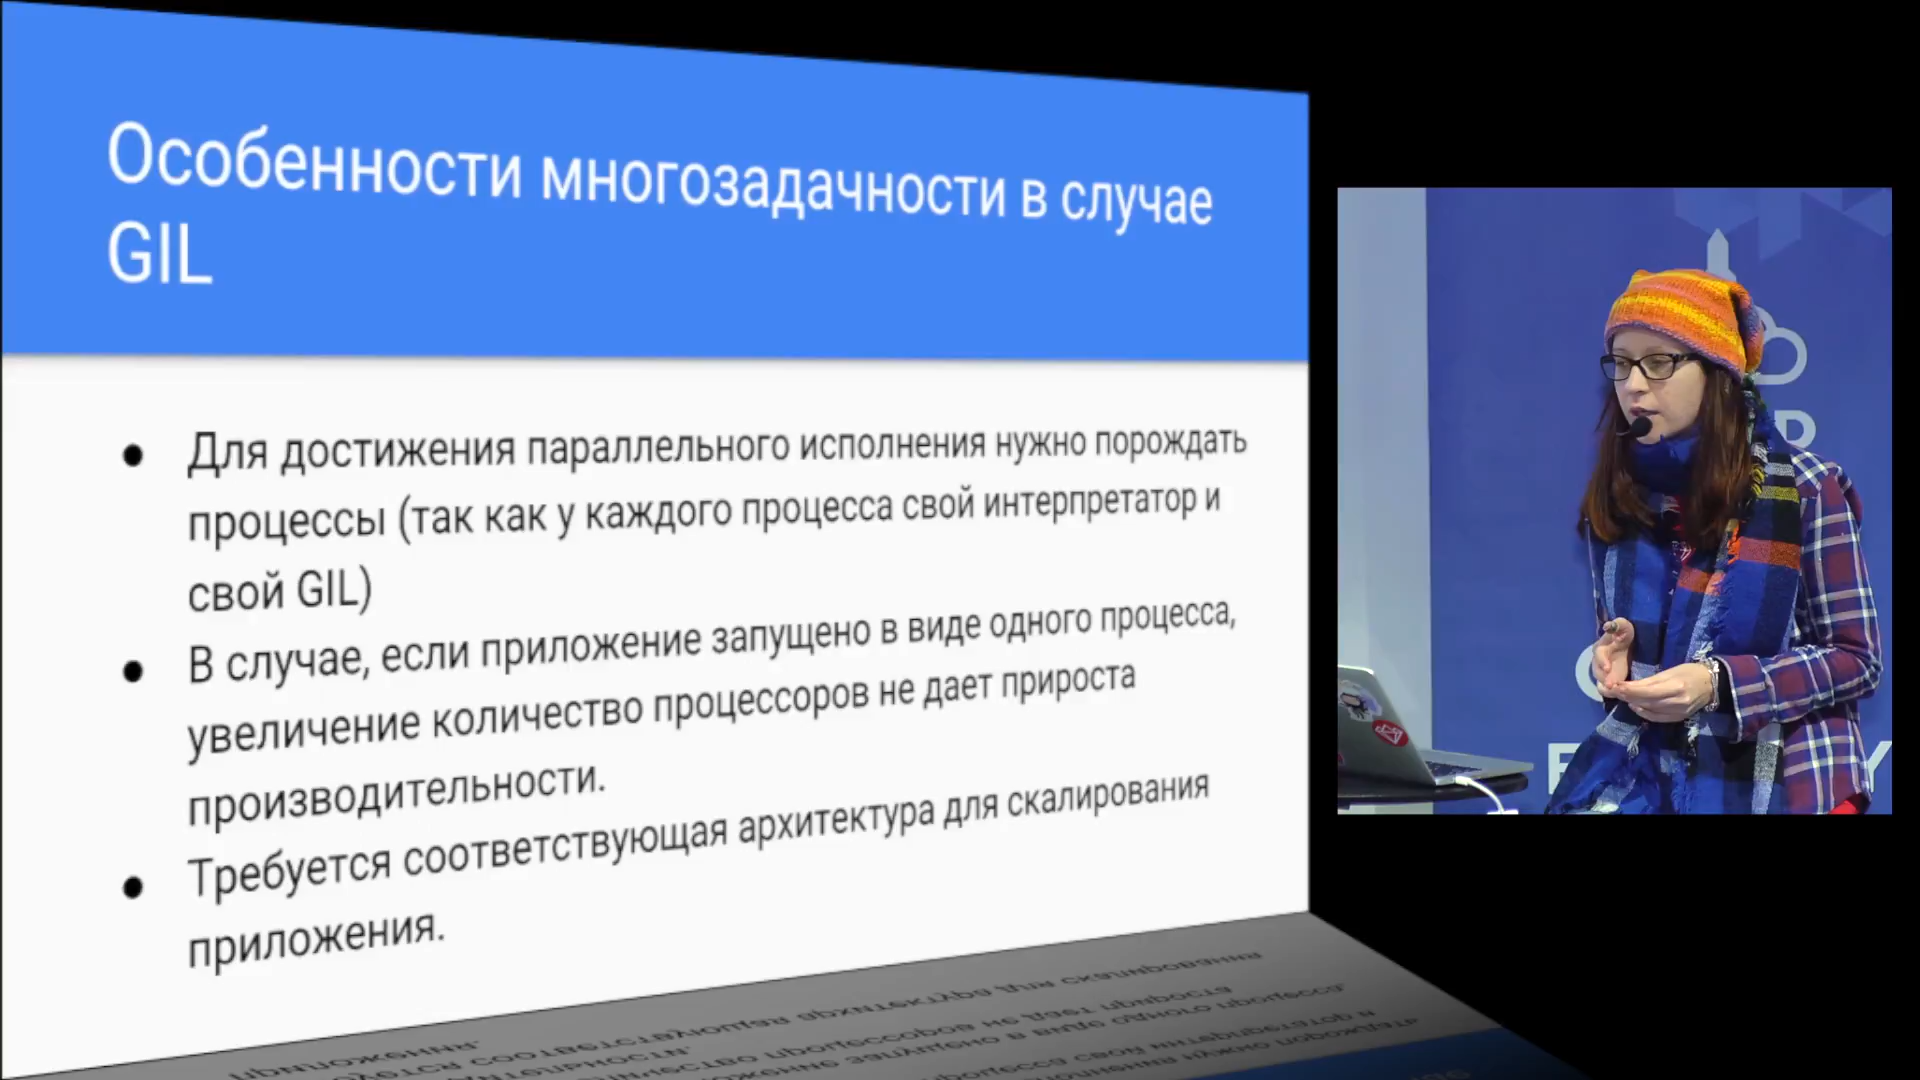 Особенности многозадачности в случае
GIL
● Для достижения параллельного исполнения нужно порождать
процессы (так как у каждого процесса свой интерпретатор и
свой GIL)
● В случае, если приложение запущено в виде одного процесса,
увеличение количество процессоров не дает прироста
производительности.
● Требуется соответствующая архитектура для скалирования
приложения.